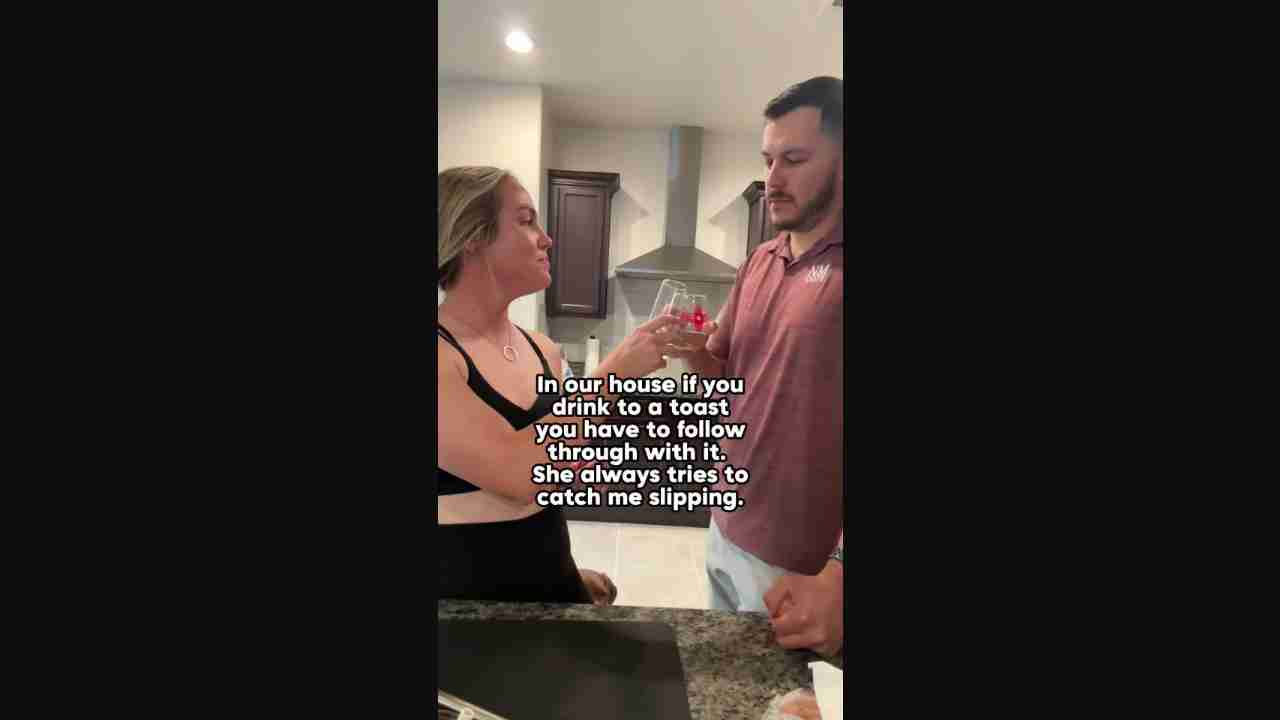 In our house if you
drink to a toast
you have to follow
through with it.
She always tries to
catch me slipping.